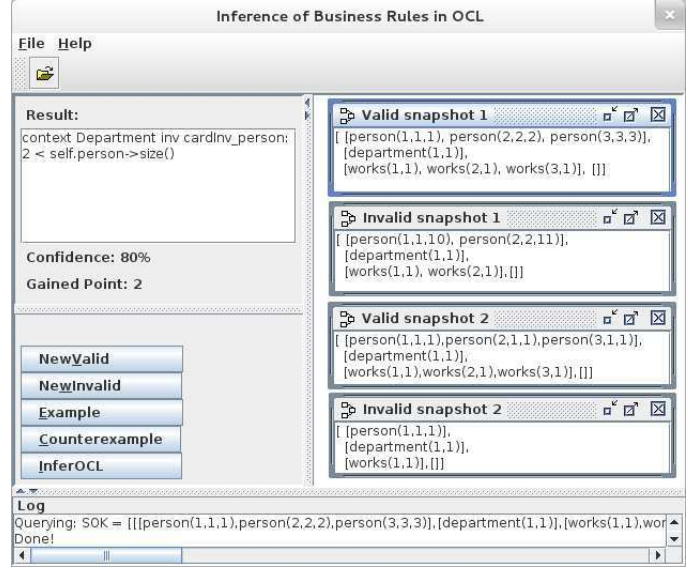 Inference of Business Rules in OCL
File Help
Result:
context Department inv cardInv_person:
2 < self.person->size()
Confidence: 80%
Gained Point: 2
NewValid
NewInvalid
Example
Counterexample
InferOCL
Valid snapshot 1
[ [person(1,1,1), person(2,2,2), person(3,3,3)],
[department(1,1)],
[works(1,1), works(2,1), works(3,1)], []]
Invalid snapshot 1
[ [person(1,1,10), person(2,2,11)],
[department(1,1)],
[works(1,1), works(2,1)],[]]
Valid snapshot 2
[ [person(1,1,1),person(2,1,1),person(3,1,1)],
[department(1,1)],
[works(1,1),works(2,1),works(3,1)],[]]
Invalid snapshot 2
[ [person(1,1,1)],
[department(1,1)],
[works(1,1)],[]]
Log
Querying: SOK = [[[person(1,1,1),person(2,2,2),person(3,3,3)],[department(1,1)],[works(1,1),wor
Done!